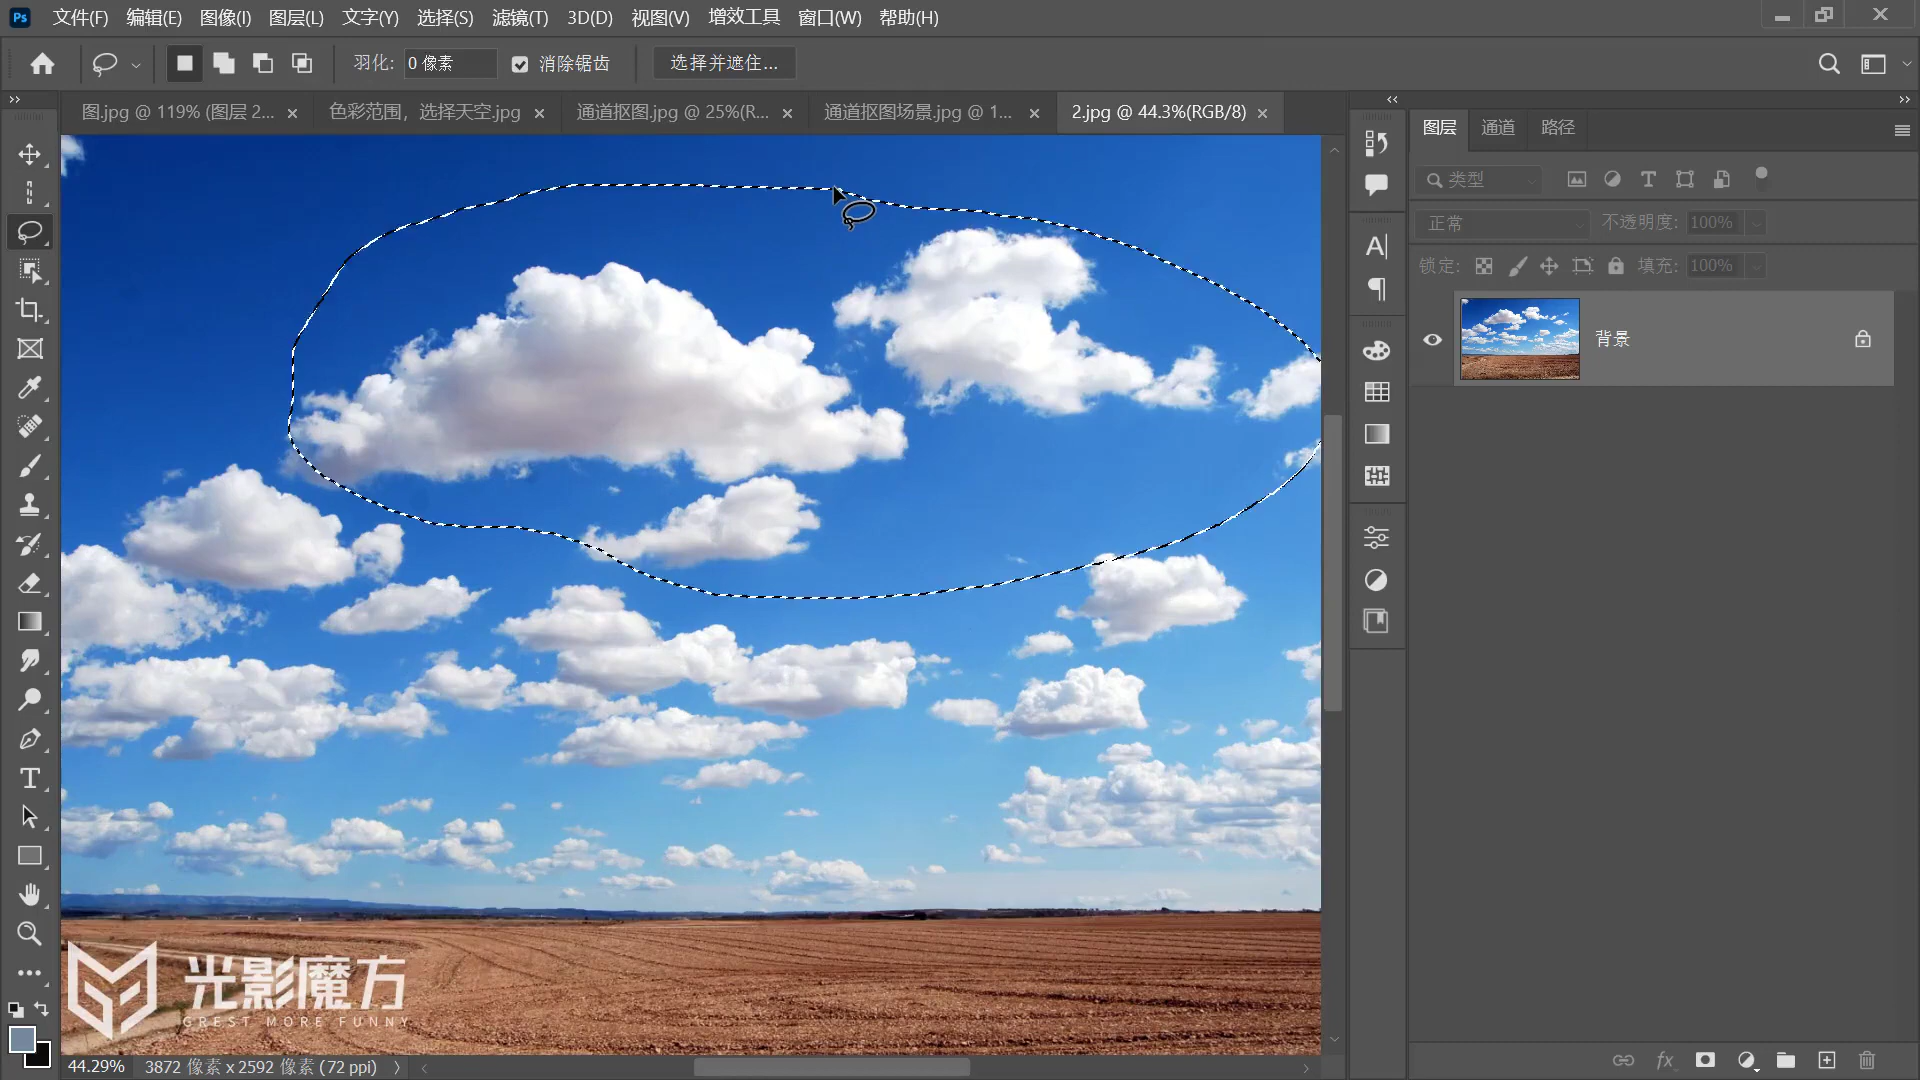 Ps 文件(F) 编辑(E) 图像(I) 图层(L) 文字(Y) 选择(S) 滤镜(T) 3D(D) 视图(V) 增效工具 窗口(W) 帮助(H)
羽化: 0 像素 消除锯齿 选择并遮住...
图.jpg @ 119% (图层 2... 色彩范围，选择天空.jpg 通道抠图.jpg @ 25%(R... 通道抠图场景.jpg @ 1... 2.jpg @ 44.3%(RGB/8)
图层 通道 路径
类型
正常 不透明度: 100%
锁定: 填充: 100%
背景
光影魔方
GREST MORE FUNNY
44.29% 3872 像素 x 2592 像素 (72 ppi)